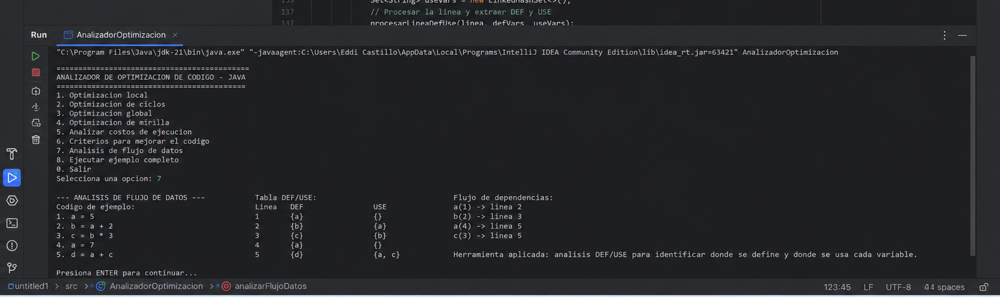 139 Set<String> useVars = new LinkedHashSet<>();
137 // Procesar la linea y extraer DEF y USE
137 procesarLineaDefUse(linea, defVars, useVars);
Run AnalizadorOptimizacion
"C:\Program Files\Java\jdk-21\bin\java.exe" "-javaagent:C:\Users\Eddi Castillo\AppData\Local\Programs\IntelliJ IDEA Community Edition\lib\idea_rt.jar=63421" AnalizadorOptimizacion
============================================
ANALIZADOR DE OPTIMIZACION DE CODIGO - JAVA
===========================================
1. Optimizacion local
2. Optimizacion de ciclos
3. Optimizacion global
4. Optimizacion de mirilla
5. Analizar costos de ejecucion
6. Criterios para mejorar el codigo
7. Analisis de flujo de datos
8. Ejecutar ejemplo completo
0. Salir
Selecciona una opcion: 7
--- ANALISIS DE FLUJO DE DATOS --- Tabla DEF/USE: Flujo de dependencias:
Codigo de ejemplo: Linea DEF USE a(1) -> linea 2
1. a = 5 1 {a} {} b(2) -> linea 3
2. b = a + 2 2 {b} {a} a(4) -> linea 5
3. c = b * 3 3 {c} {b} c(3) -> linea 5
4. a = 7 4 {a} {}
5. d = a + c 5 {d} {a, c} Herramienta aplicada: analisis DEF/USE para identificar donde se define y donde se usa cada variable.
Presiona ENTER para continuar...
untitled1 > src > AnalizadorOptimizacion > analizarFlujoDatos 123:45 LF UTF-8 44 spaces